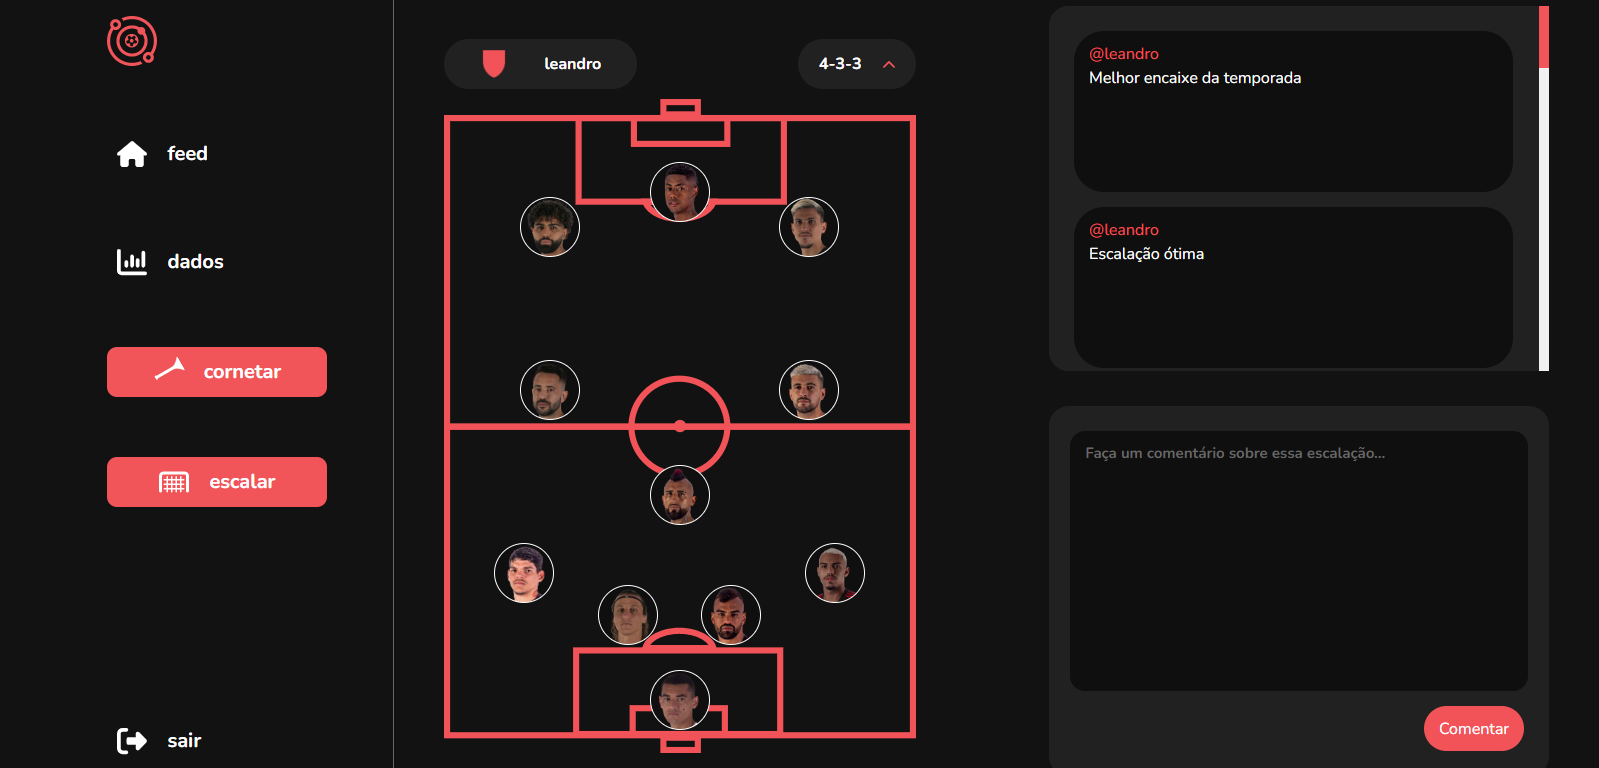 feed
dados
cornetar
escalar
sair
leandro
4-3-3
@leandro
Melhor encaixe da temporada
@leandro
Escalação ótima
Faça um comentário sobre essa escalação...
Comentar